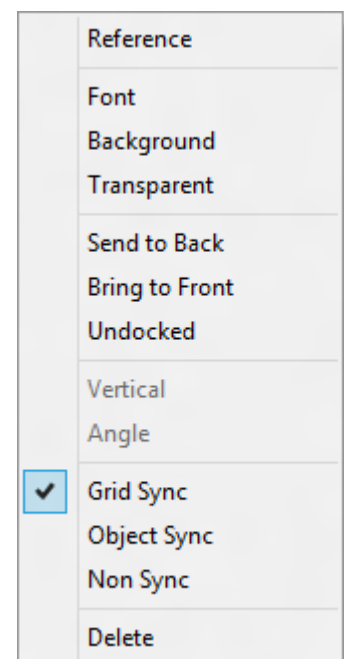 Reference
Font
Background
Transparent
Send to Back
Bring to Front
Undocked
Vertical
Angle
Grid Sync
Object Sync
Non Sync
Delete